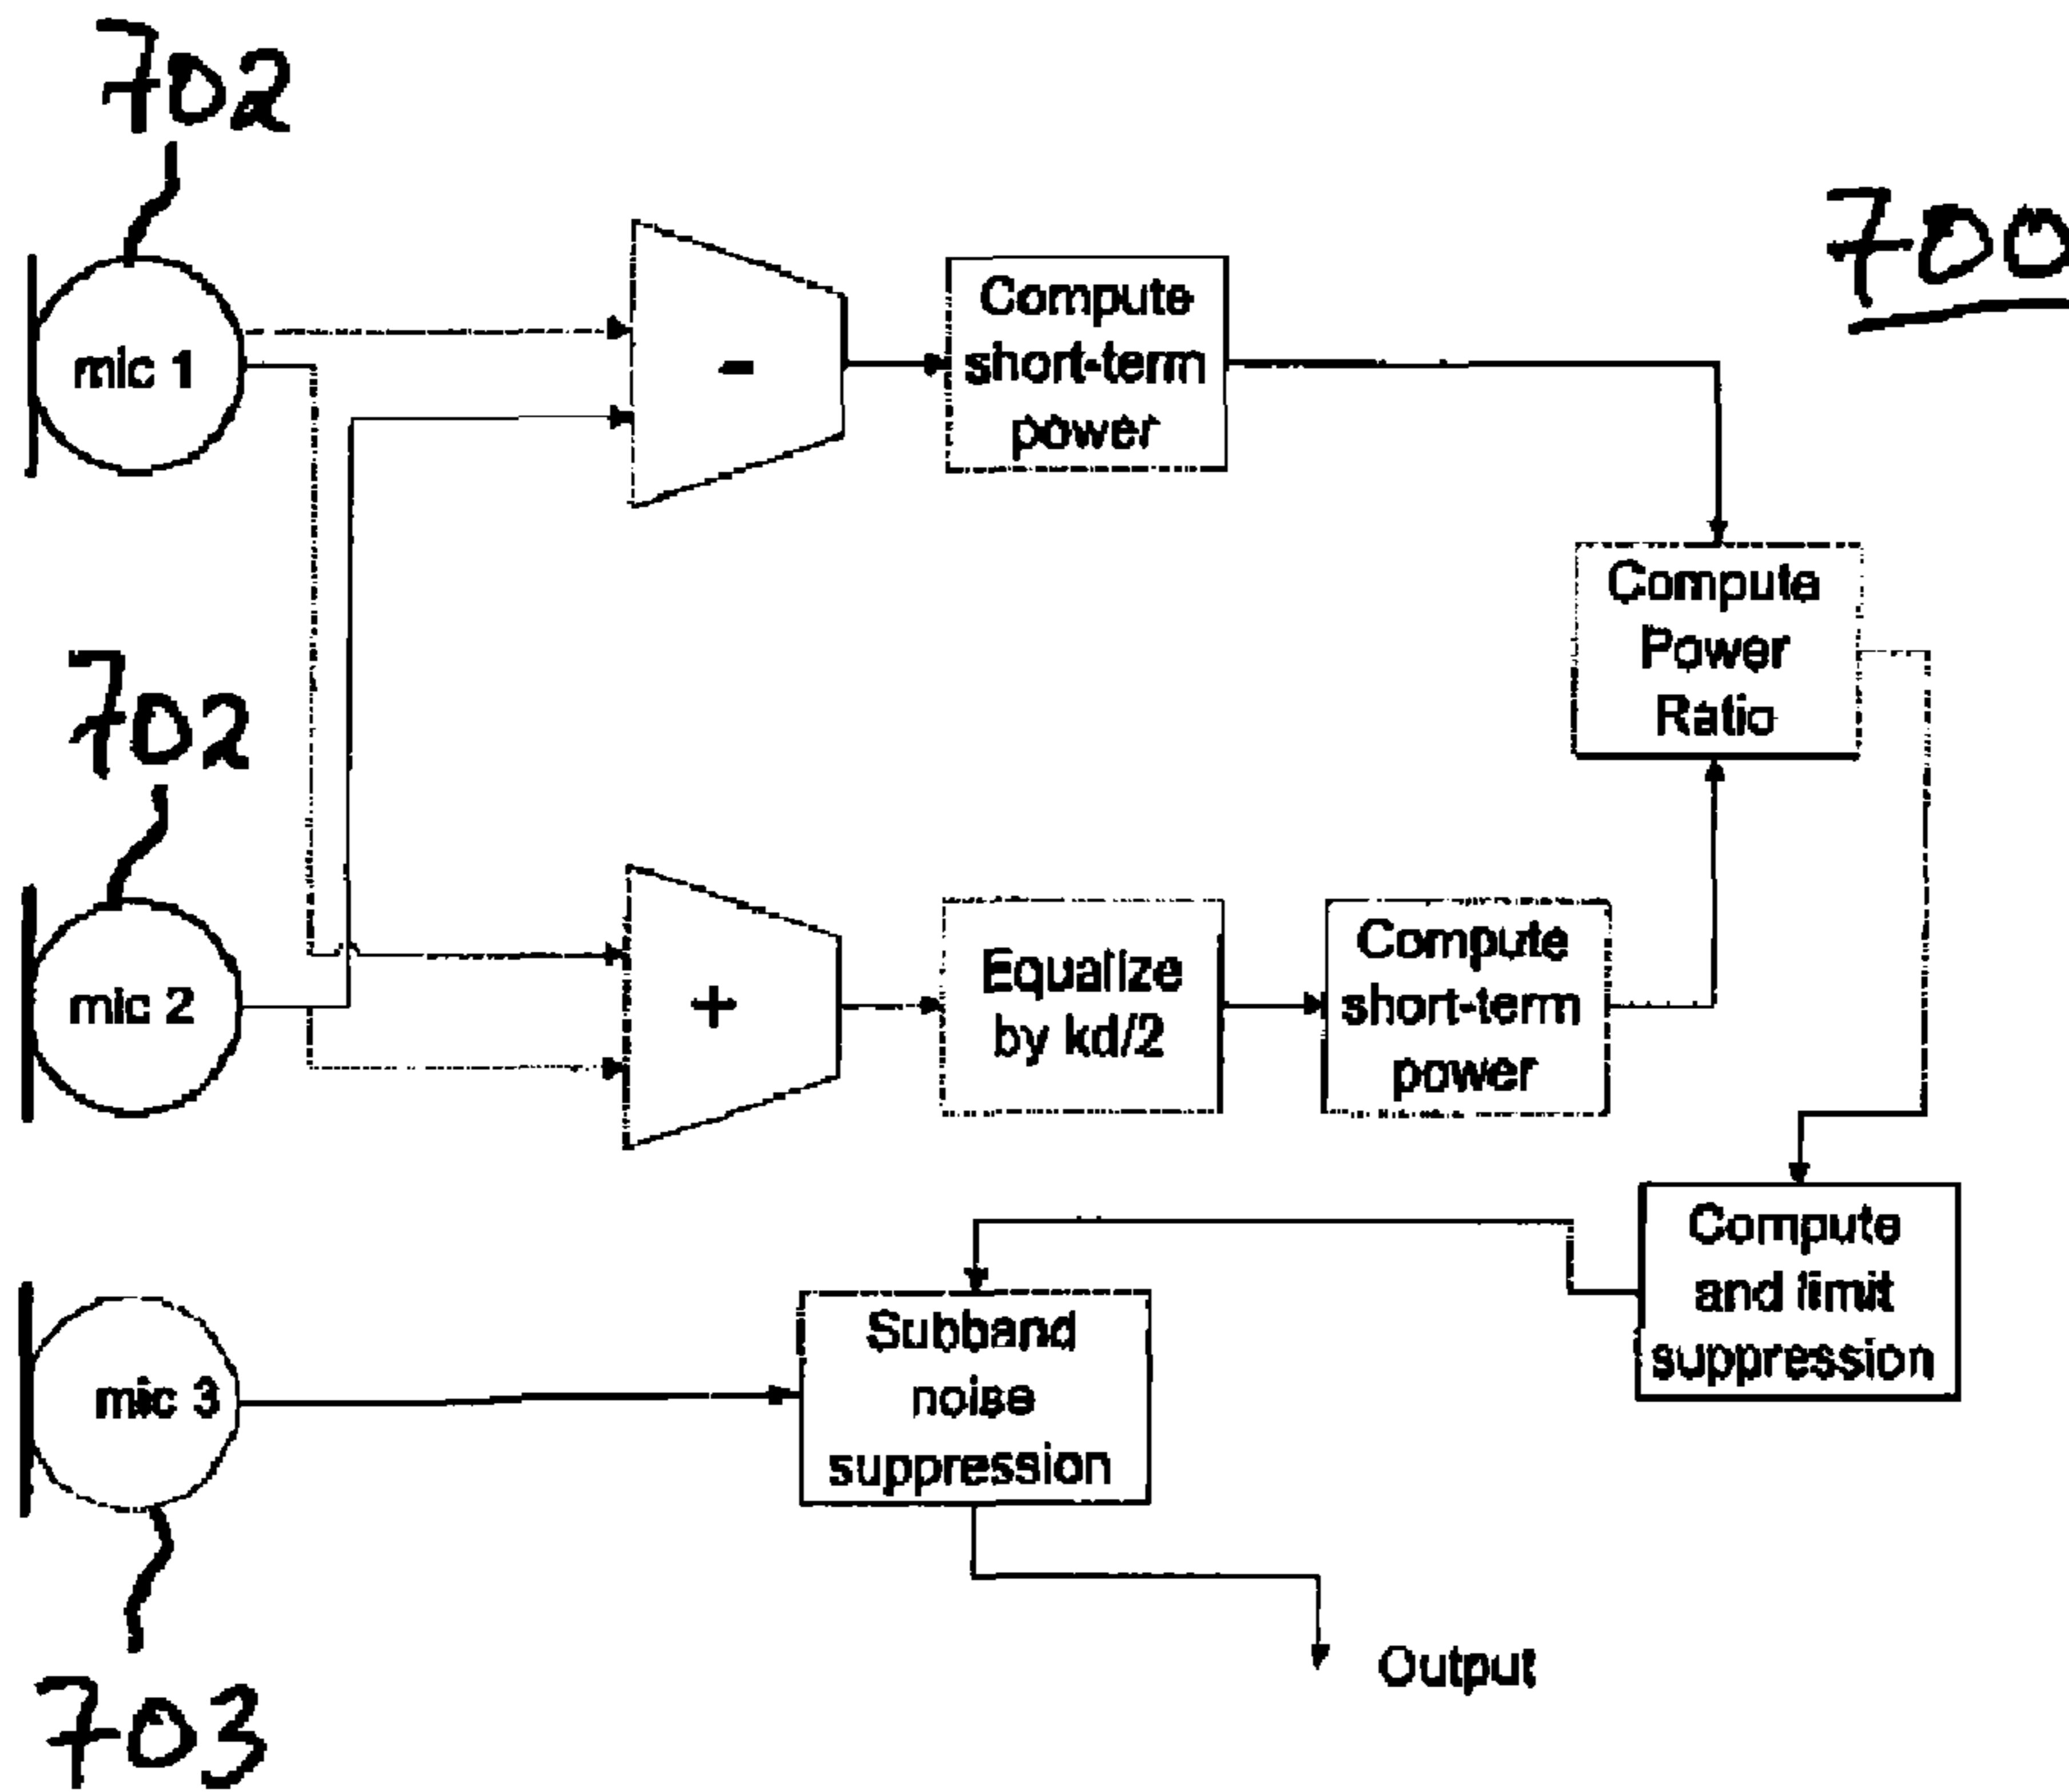 702
700
mic 1
-
Compute
short-term
power
Compute
Power
Ratio
702
mic 2
+
Equalize
by kd/2
Compute
short-term
power
Compute
and limit
suppression
mic 3
Subband
noise
suppression
Output
703